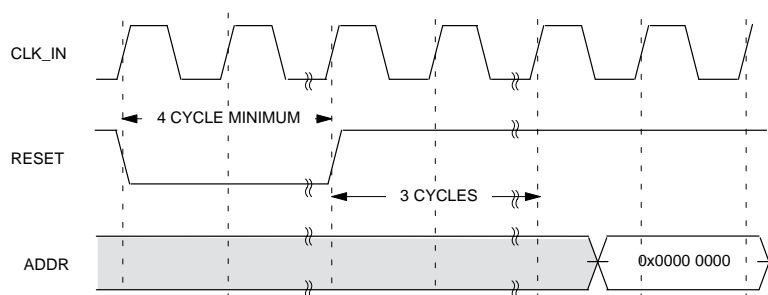 CLK_IN
4 CYCLE MINIMUM
RESET
3 CYCLES
ADDR
0x0000 0000